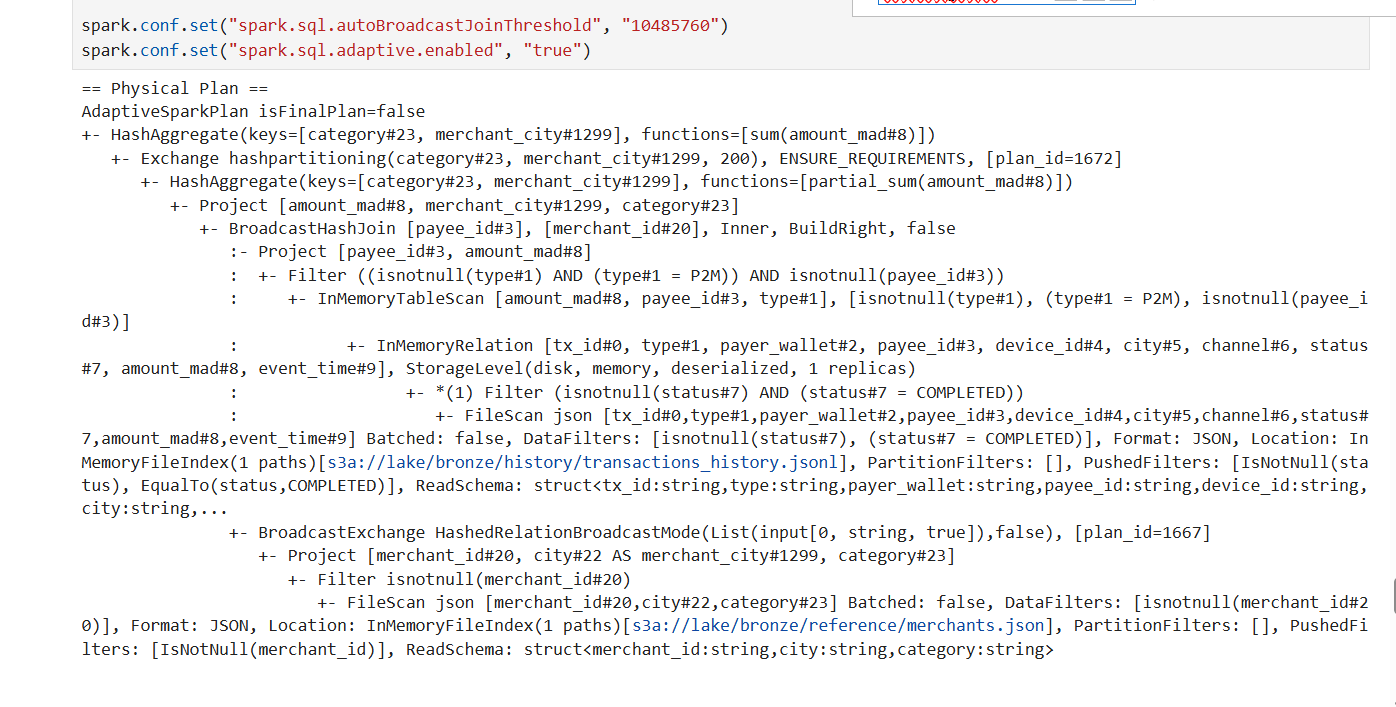 spark.conf.set("spark.sql.autoBroadcastJoinThreshold", "10485760")
spark.conf.set("spark.sql.adaptive.enabled", "true")
== Physical Plan ==
AdaptiveSparkPlan isFinalPlan=false
+- HashAggregate(keys=[category#23, merchant_city#1299], functions=[sum(amount_mad#8)])
   +- Exchange hashpartitioning(category#23, merchant_city#1299, 200), ENSURE_REQUIREMENTS, [plan_id=1672]
      +- HashAggregate(keys=[category#23, merchant_city#1299], functions=[partial_sum(amount_mad#8)])
         +- Project [amount_mad#8, merchant_city#1299, category#23]
            +- BroadcastHashJoin [payee_id#3], [merchant_id#20], Inner, BuildRight, false
               :- Project [payee_id#3, amount_mad#8]
               :  +- Filter ((isnotnull(type#1) AND (type#1 = P2M)) AND isnotnull(payee_id#3))
               :     +- InMemoryTableScan [amount_mad#8, payee_id#3, type#1], [isnotnull(type#1), (type#1 = P2M), isnotnull(payee_i
d#3)]
               :           +- InMemoryRelation [tx_id#0, type#1, payer_wallet#2, payee_id#3, device_id#4, city#5, channel#6, status
#7, amount_mad#8, event_time#9], StorageLevel(disk, memory, deserialized, 1 replicas)
               :                 +- *(1) Filter (isnotnull(status#7) AND (status#7 = COMPLETED))
               :                    +- FileScan json [tx_id#0,type#1,payer_wallet#2,payee_id#3,device_id#4,city#5,channel#6,status#
7,amount_mad#8,event_time#9] Batched: false, DataFilters: [isnotnull(status#7), (status#7 = COMPLETED)], Format: JSON, Location: In
MemoryFileIndex(1 paths)[s3a://lake/bronze/history/transactions_history.jsonl], PartitionFilters: [], PushedFilters: [IsNotNull(sta
tus), EqualTo(status,COMPLETED)], ReadSchema: struct<tx_id:string,type:string,payer_wallet:string,payee_id:string,device_id:string,
city:string,...
               +- BroadcastExchange HashedRelationBroadcastMode(List(input[0, string, true]),false), [plan_id=1667]
                  +- Project [merchant_id#20, city#22 AS merchant_city#1299, category#23]
                     +- Filter isnotnull(merchant_id#20)
                        +- FileScan json [merchant_id#20,city#22,category#23] Batched: false, DataFilters: [isnotnull(merchant_id#2
0)], Format: JSON, Location: InMemoryFileIndex(1 paths)[s3a://lake/bronze/reference/merchants.json], PartitionFilters: [], PushedFi
lters: [IsNotNull(merchant_id)], ReadSchema: struct<merchant_id:string,city:string,category:string>